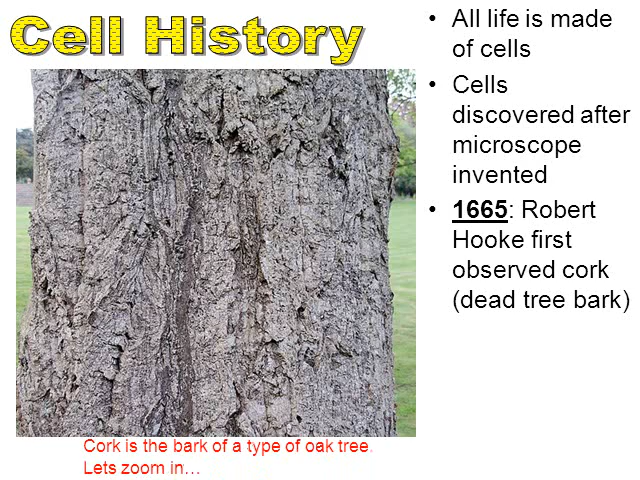 Cell History
• All life is made
of cells
• Cells
discovered after
microscope
invented
• 1665: Robert
Hooke first
observed cork
(dead tree bark)
Cork is the bark of a type of oak tree.
Lets zoom in…